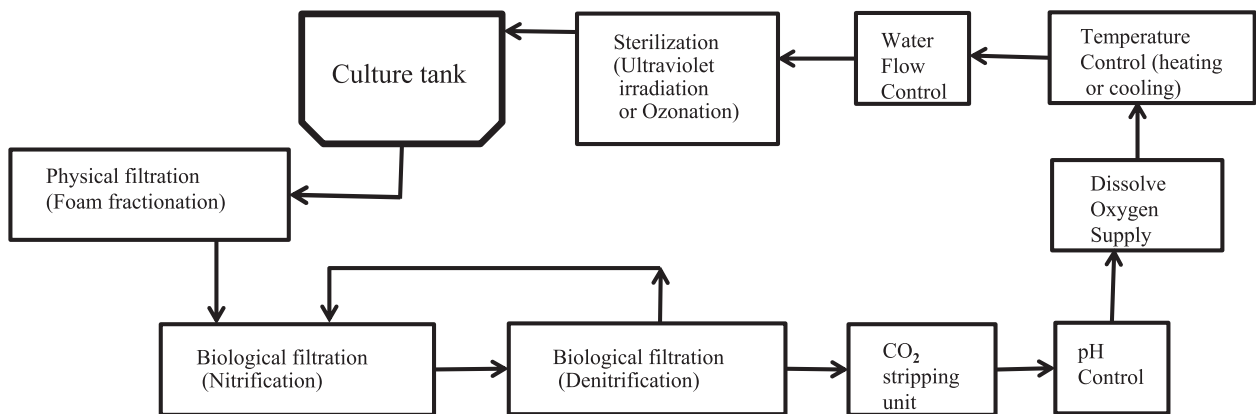 Culture tank
Sterilization
(Ultraviolet
irradiation
or Ozonation)
Water
Flow
Control
Temperature
Control (heating
or cooling)
Physical filtration
(Foam fractionation)
Dissolve
Oxygen
Supply
Biological filtration
(Nitrification)
Biological filtration
(Denitrification)
CO₂
stripping
unit
pH
Control